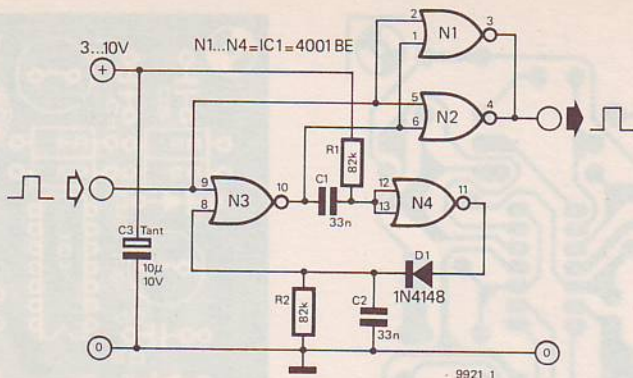 3...10V
N1...N4=IC1=4001 BE
+
2
1
N1
3
5
6
N2
4
R1
82k
9
8
N3
10
C1
33n
12
13
N4
11
C3 Tant
10µ
10V
R2
82k
C2
33n
D1
1N4148
0
0
9921 1